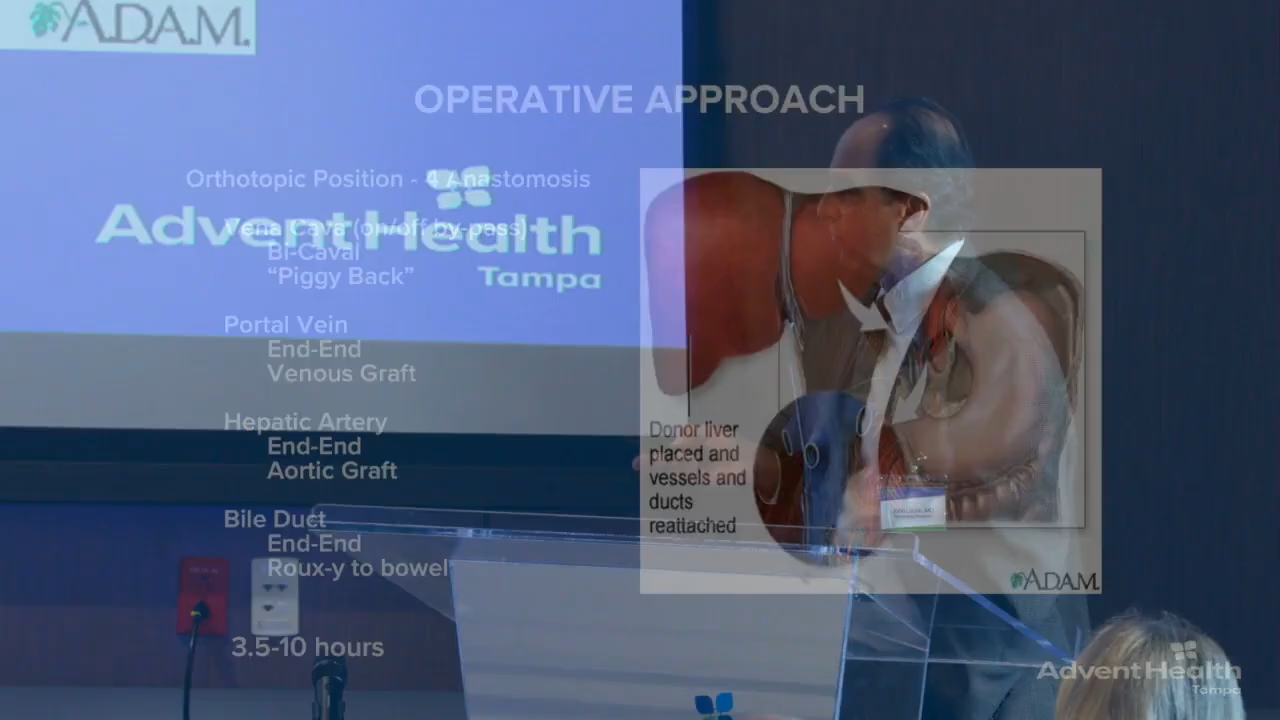 A.D.A.M.
OPERATIVE APPROACH
Orthotopic Position - 4 Anastomosis
AdventHealth
Tampa
Vena Cava (on/off by-pass)
Bi-Caval
“Piggy Back”
Portal Vein
End-End
Venous Graft
Hepatic Artery
End-End
Aortic Graft
Bile Duct
End-End
Roux-y to bowel
3.5-10 hours
Donor liver
placed and
vessels and
ducts
reattached
A.D.A.M.
AdventHealth
Tampa